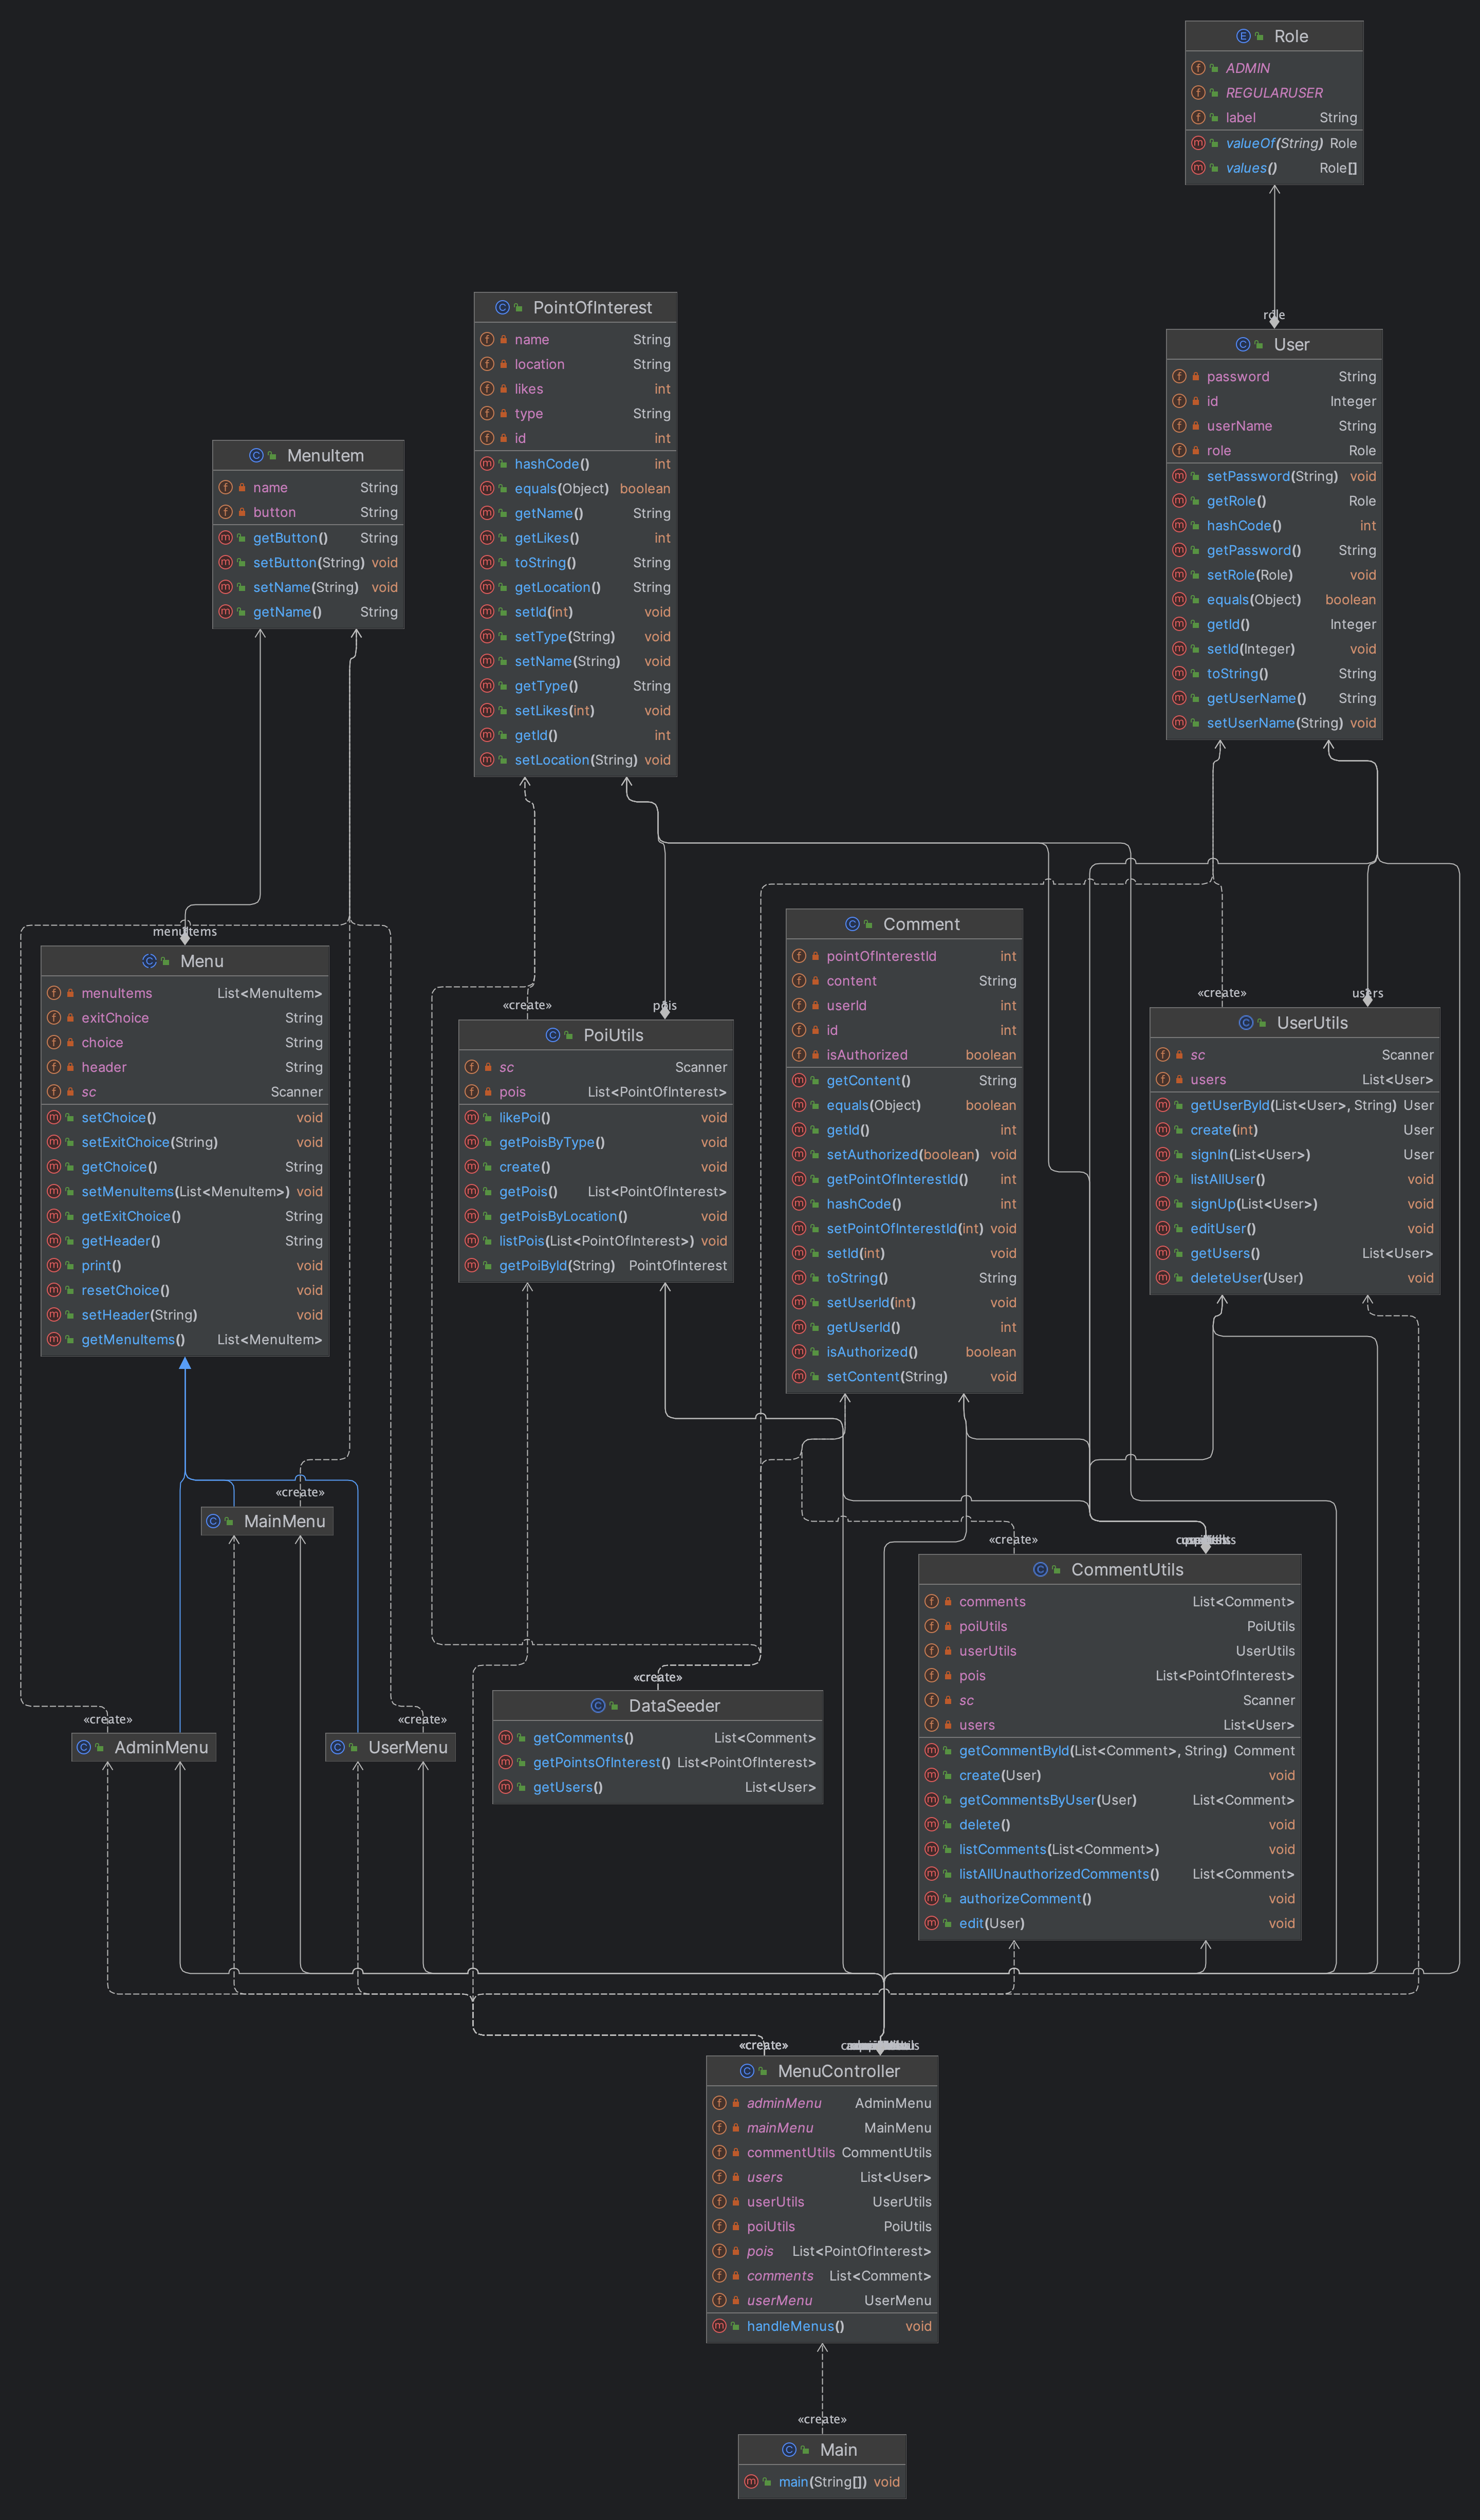 Role
ADMIN
REGULARUSER
label String
valueOf(String) Role
values() Role[]
PointOfInterest
name String
location String
likes int
type String
id int
hashCode() int
equals(Object) boolean
getName() String
getLikes() int
toString() String
getLocation() String
setId(int) void
setType(String) void
setName(String) void
getType() String
setLikes(int) void
getId() int
setLocation(String) void
role
User
password String
id Integer
userName String
role Role
setPassword(String) void
getRole() Role
hashCode() int
getPassword() String
setRole(Role) void
equals(Object) boolean
getId() Integer
setId(Integer) void
toString() String
getUserName() String
setUserName(String) void
MenuItem
name String
button String
getButton() String
setButton(String) void
setName(String) void
getName() String
menuItems
Menu
menuItems List<MenuItem>
exitChoice String
choice String
header String
sc Scanner
setChoice() void
setExitChoice(String) void
getChoice() String
setMenuItems(List<MenuItem>) void
getExitChoice() String
getHeader() String
print() void
resetChoice() void
setHeader(String) void
getMenuItems() List<MenuItem>
«create»
pois
PoiUtils
sc Scanner
pois List<PointOfInterest>
likePoi() void
getPoisByType() void
create() void
getPois() List<PointOfInterest>
getPoisByLocation() void
listPois(List<PointOfInterest>) void
getPoiById(String) PointOfInterest
Comment
pointOfInterestId int
content String
userId int
id int
isAuthorized boolean
getContent() String
equals(Object) boolean
getId() int
setAuthorized(boolean) void
getPointOfInterestId() int
hashCode() int
setPointOfInterestId(int) void
setId(int) void
toString() String
setUserId(int) void
getUserId() int
isAuthorized() boolean
setContent(String) void
«create»
users
UserUtils
sc Scanner
users List<User>
getUserById(List<User>, String) User
create(int) User
signIn(List<User>) User
listAllUser() void
signUp(List<User>) void
editUser() void
getUsers() List<User>
deleteUser(User) void
«create»
MainMenu
«create»
CommentUtils
comments List<Comment>
poiUtils PoiUtils
userUtils UserUtils
pois List<PointOfInterest>
sc Scanner
users List<User>
getCommentById(List<Comment>, String) Comment
create(User) void
getCommentsByUser(User) List<Comment>
delete() void
listComments(List<Comment>) void
listAllUnauthorizedComments() List<Comment>
authorizeComment() void
edit(User) void
«create»
DataSeeder
getComments() List<Comment>
getPointsOfInterest() List<PointOfInterest>
getUsers() List<User>
«create»
AdminMenu
«create»
UserMenu
«create»
MenuController
adminMenu AdminMenu
mainMenu MainMenu
commentUtils CommentUtils
users List<User>
userUtils UserUtils
poiUtils PoiUtils
pois List<PointOfInterest>
comments List<Comment>
userMenu UserMenu
handleMenus() void
«create»
Main
main(String[]) void